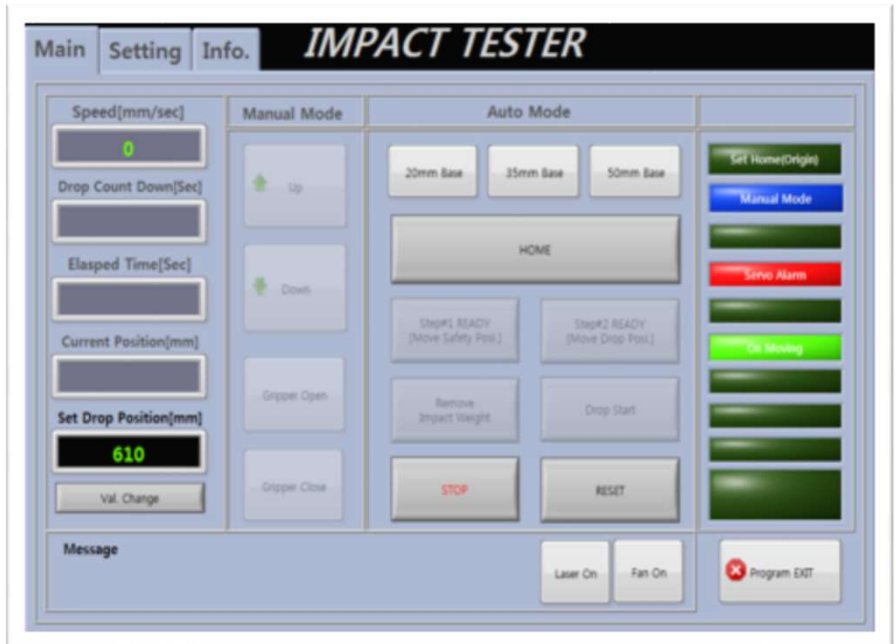 Main Setting Info. IMPACT TESTER
Speed[mm/sec]
0
Drop Count Down[Sec]
Elasped Time[Sec]
Current Position[mm]
Set Drop Position[mm]
610
Val. Change
Manual Mode
Up
Down
Gripper Open
Gripper Close
Auto Mode
20mm Base 35mm Base 50mm Base
HOME
Step#1 READY
[Move Safety Posi.]
Step#2 READY
[Move Drop Posi.]
Remove
Impact Weight
Drop Start
STOP
RESET
Set Home(Origin)
Manual Mode
Servo Alarm
On Moving
Message
Laser On
Fan On
Program EXIT